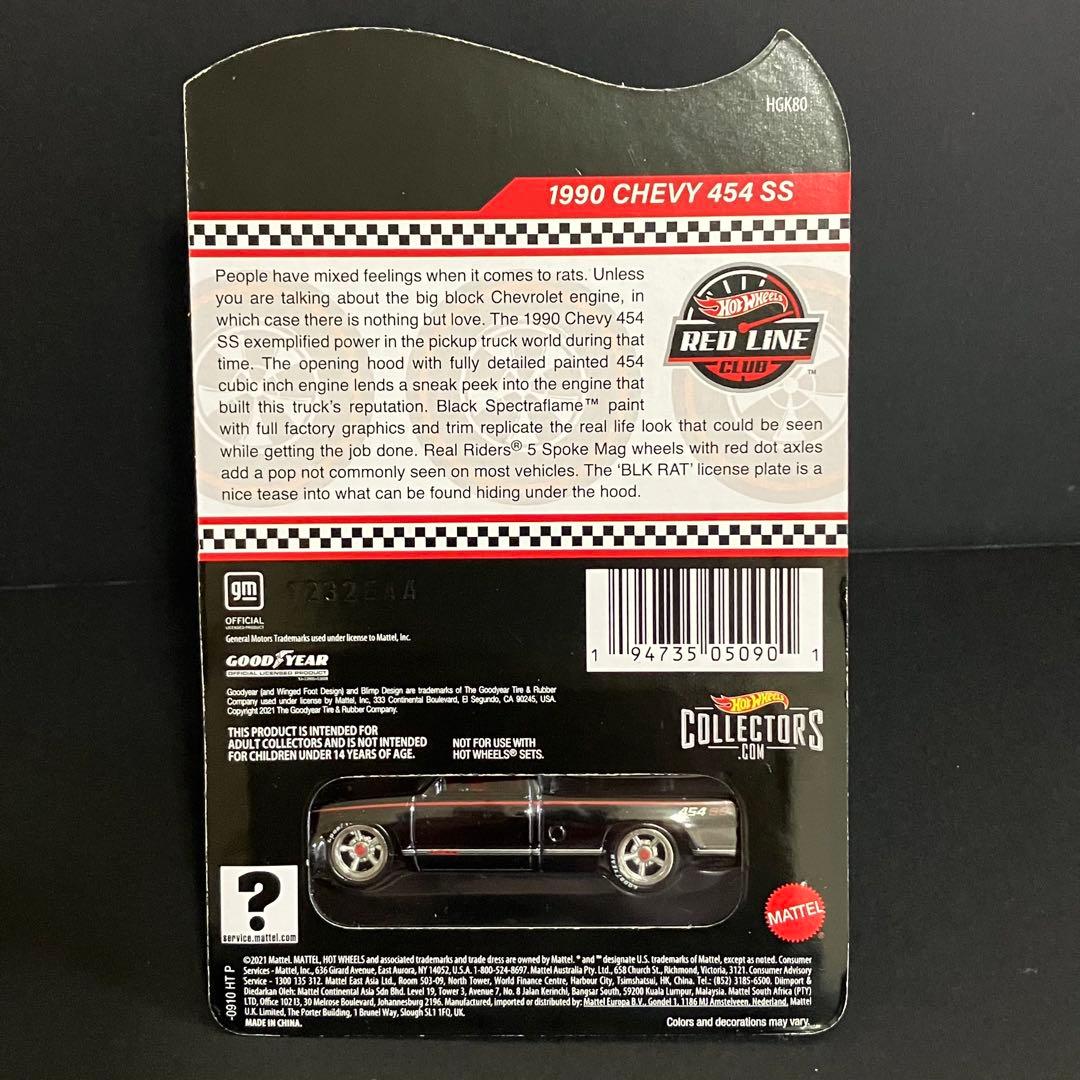 HGK80
1990 CHEVY 454 SS
People have mixed feelings when it comes to rats. Unless
you are talking about the big block Chevrolet engine, in
which case there is nothing but love. The 1990 Chevy 454
SS exemplified power in the pickup truck world during that
time. The opening hood with fully detailed painted 454
cubic inch engine lends a sneak peek into the engine that
built this truck's reputation. Black Spectraflame™ paint
with full factory graphics and trim replicate the real life look that could be seen
while getting the job done. Real Riders® 5 Spoke Mag wheels with red dot axles
add a pop not commonly seen on most vehicles. The 'BLK RAT' license plate is a
nice tease into what can be found hiding under the hood.
HOT WHEELS
RED LINE
CLUB™
gm
OFFICIAL
LICENSED PRODUCT
General Motors Trademarks used under license to Mattel, Inc.
GOODYEAR
OFFICIAL LICENSED PRODUCT
Goodyear (and Winged Foot Design) and Blimp Design are trademarks of The Goodyear Tire & Rubber
Company used under license by Mattel, Inc, 333 Continental Boulevard, El Segundo, CA 90245, USA.
Copyright 2021 The Goodyear Tire & Rubber Company.
THIS PRODUCT IS INTENDED FOR
ADULT COLLECTORS AND IS NOT INTENDED
FOR CHILDREN UNDER 14 YEARS OF AGE.
NOT FOR USE WITH
HOT WHEELS® SETS.
1 94735 05090 1
HOT WHEELS
COLLECTORS
.COM
454 SS
GOODYEAR
?
service.mattel.com
MATTEL
-0910 HT P
©2021 Mattel. MATTEL, HOT WHEELS and associated trademarks and trade dress are owned by Mattel. ® and ™ designate U.S. trademarks of Mattel, except as noted. Consumer
Services - Mattel, Inc., 636 Girard Avenue, East Aurora, NY 14052, U.S.A. 1-800-524-8697. Mattel Australia Pty. Ltd., 658 Church St., Richmond, Victoria, 3121. Consumer Advisory
Service - 1300 135 312. Mattel East Asia Ltd., Room 503-09, North Tower, World Finance Centre, Harbour City, Tsimshatsui, HK, China. Tel.: (852) 3185-6500. Diimport &
Diedarkan Oleh: Mattel Continental Asia Sdn Bhd. Level 19, Tower 3, Avenue 7, No. 8 Jalan Kerinchi, Bangsar South, 59200 Kuala Lumpur, Malaysia. Mattel South Africa (PTY)
LTD, Office 102 I3, 30 Melrose Boulevard, Johannesburg 2196. Manufactured, imported or distributed by: Mattel Europa B.V., Gondel 1, 1186 MJ Amstelveen, Nederland. Mattel
U.K. Limited, The Porter Building, 1 Brunel Way, Slough SL1 1FQ, UK.
MADE IN CHINA.
Colors and decorations may vary.